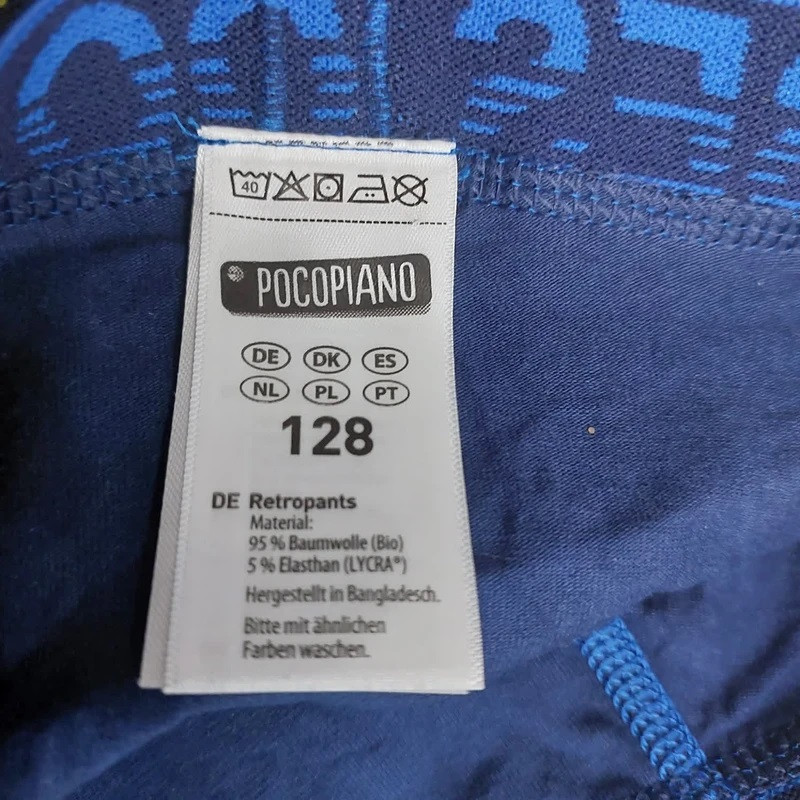 40
POCOPIANO
DE DK ES
NL PL PT
128
DE Retropants
Material:
95 % Baumwolle (Bio)
5 % Elasthan (LYCRA®)
Hergestellt in Bangladesch.
Bitte mit ähnlichen
Farben waschen.